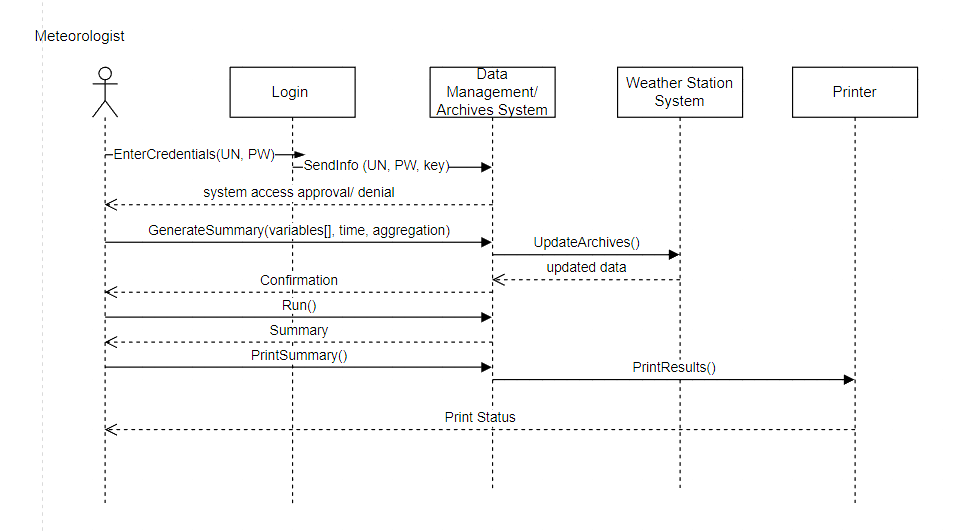 Meteorologist
Login
Data
Management/
Archives System
Weather Station
System
Printer
EnterCredentials(UN, PW)
SendInfo (UN, PW, key)
system access approval/ denial
GenerateSummary(variables[], time, aggregation)
UpdateArchives()
updated data
Confirmation
Run()
Summary
PrintSummary()
PrintResults()
Print Status